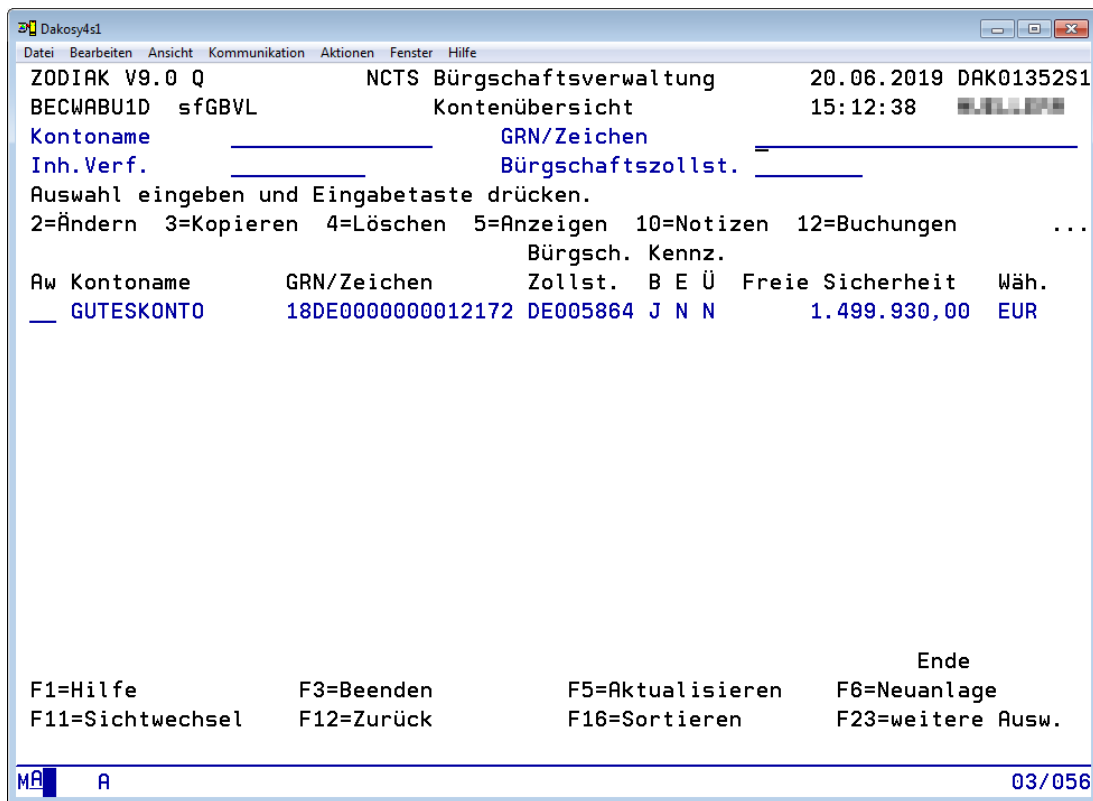 Dakosy4s1
Datei Bearbeiten Ansicht Kommunikation Aktionen Fenster Hilfe
ZODIAK V9.0 Q NCTS Bürgschaftsverwaltung 20.06.2019 DAK01352S1
BECWABU1D sfGBVL Kontenübersicht 15:12:38
Kontoname GRN/Zeichen
Inh.Verf. Bürgschaftszollst.
Auswahl eingeben und Eingabetaste drücken.
2=Ändern 3=Kopieren 4=Löschen 5=Anzeigen 10=Notizen 12=Buchungen ...
Bürgsch. Kennz.
Aw Kontoname GRN/Zeichen Zollst. B E Ü Freie Sicherheit Wäh.
GUTESKONTO 18DE0000000012172 DE005864 J N N 1.499.930,00 EUR
Ende
F1=Hilfe F3=Beenden F5=Aktualisieren F6=Neuanlage
F11=Sichtwechsel F12=Zurück F16=Sortieren F23=weitere Ausw.
MA A 03/056